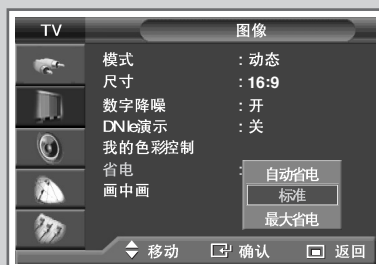 TV 图像
模式 : 动态
尺寸 : 16:9
数字降噪 : 开
DNIe演示 : 关
我的色彩控制
省电 :
自动省电
标准
最大省电
画中画
移动 确认 返回